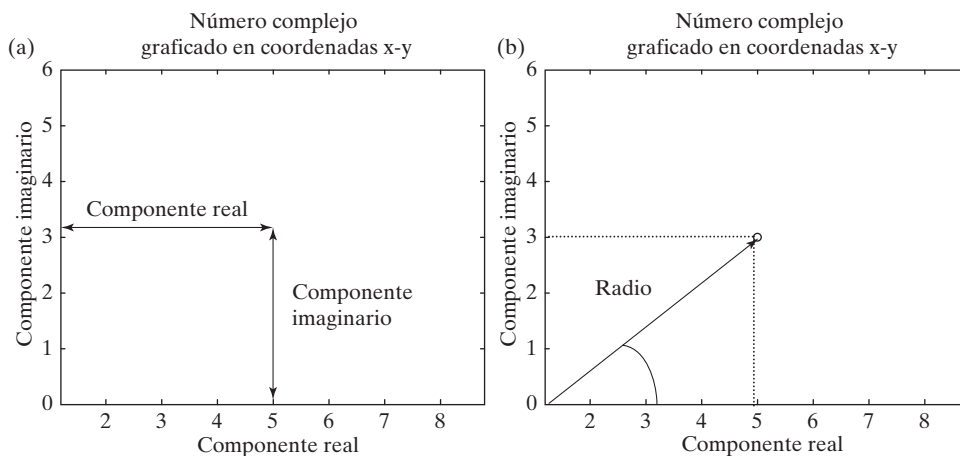 (a)
Número complejo
graficado en coordenadas x-y
6
5
4
3
2
1
0
Componente imaginario
Componente real
Componente
imaginario
2 3 4 5 6 7 8
Componente real
(b)
Número complejo
graficado en coordenadas x-y
6
5
4
3
2
1
0
Componente imaginario
Radio
2 3 4 5 6 7 8
Componente real